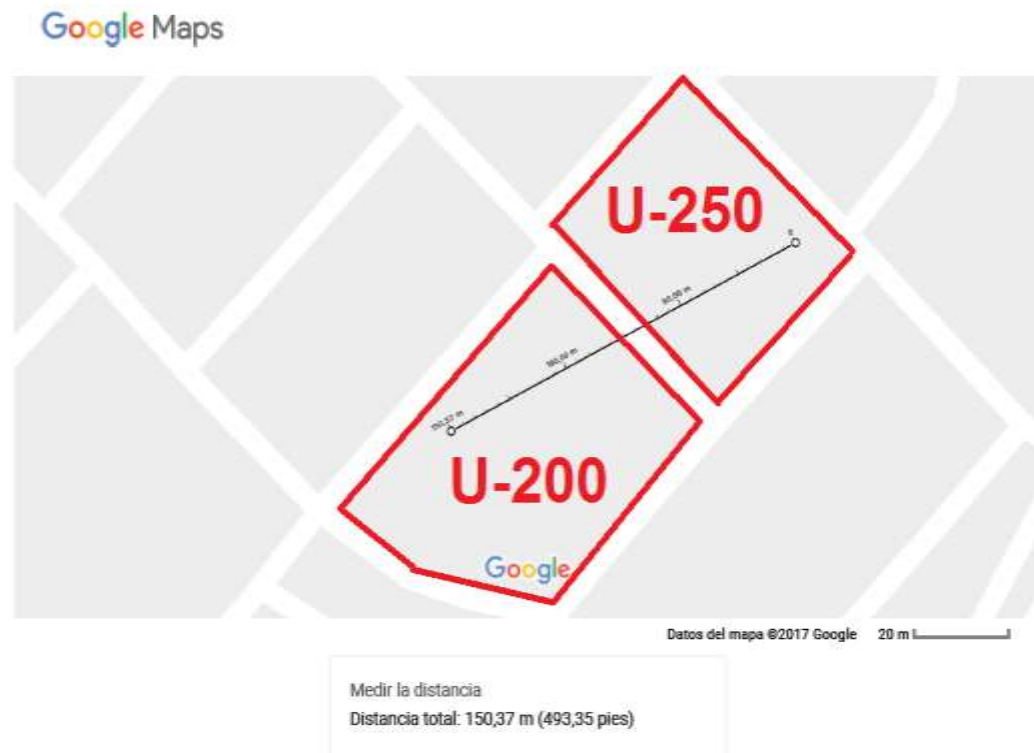 Google Maps
U-250
U-200
Google
Datos del mapa ©2017 Google 20 m
Medir la distancia
Distancia total: 150,37 m (493,35 pies)